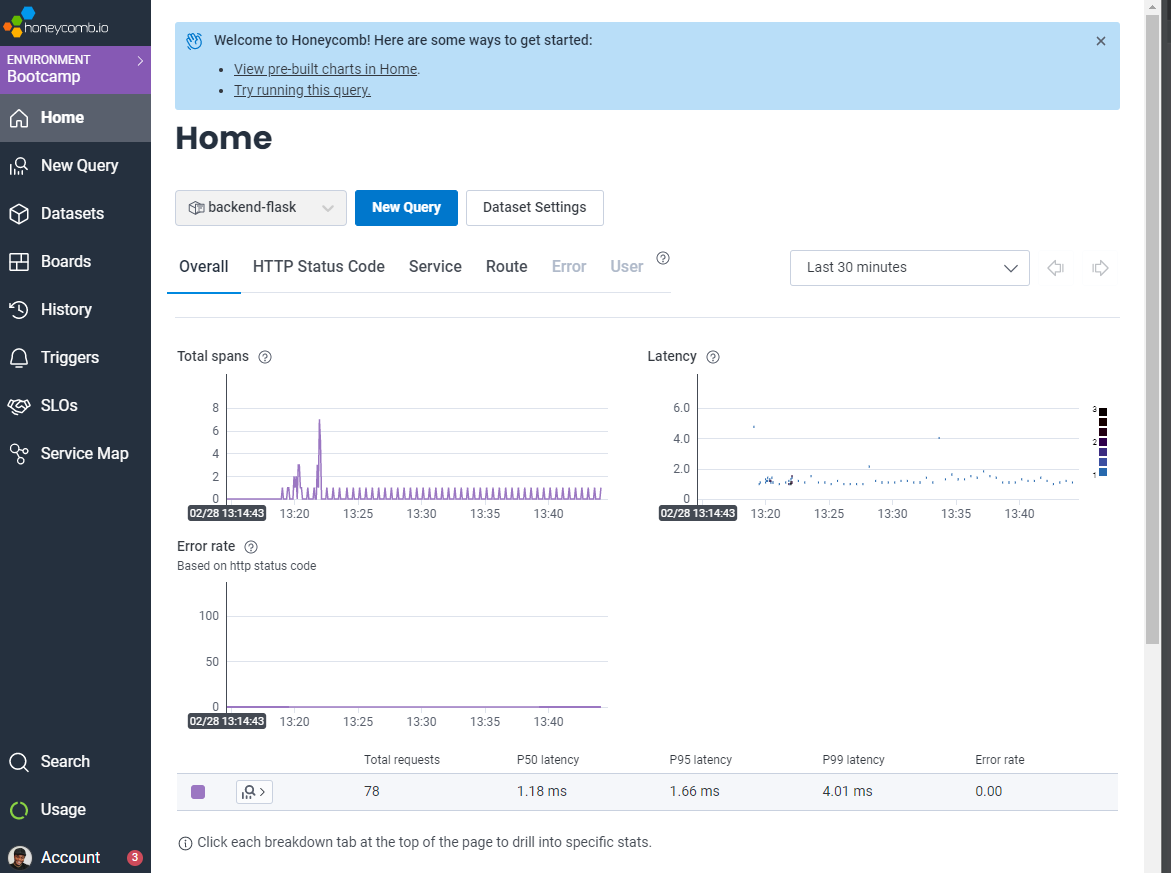 honeycomb.io
ENVIRONMENT
Bootcamp
Home
New Query
Datasets
Boards
History
Triggers
SLOs
Service Map
Search
Usage
Account 3
Welcome to Honeycomb! Here are some ways to get started:
• View pre-built charts in Home.
• Try running this query.
Home
backend-flask New Query Dataset Settings
Overall HTTP Status Code Service Route Error User ?
Last 30 minutes
Total spans ?
8
6
4
2
0
02/28 13:14:43 13:20 13:25 13:30 13:35 13:40
Latency ?
6.0
4.0
2.0
0
02/28 13:14:43 13:20 13:25 13:30 13:35 13:40
3
2
1
Error rate ?
Based on http status code
100
50
0
02/28 13:14:43 13:20 13:25 13:30 13:35 13:40
Total requests P50 latency P95 latency P99 latency Error rate
78 1.18 ms 1.66 ms 4.01 ms 0.00
Click each breakdown tab at the top of the page to drill into specific stats.